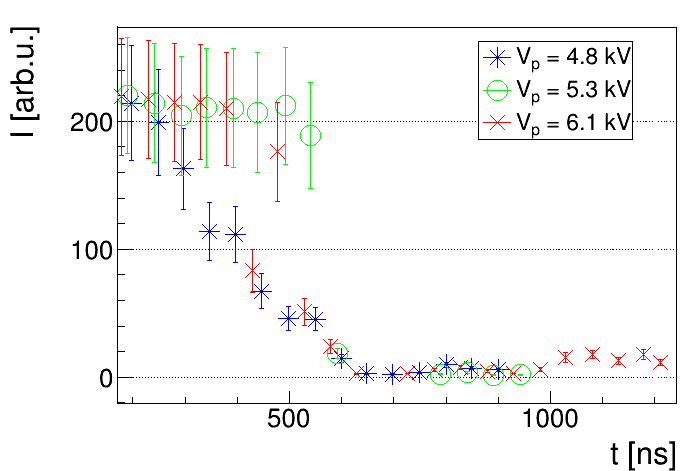 I [arb.u.]
V_p = 4.8 kV
V_p = 5.3 kV
V_p = 6.1 kV
200
100
0
500 1000
t [ns]